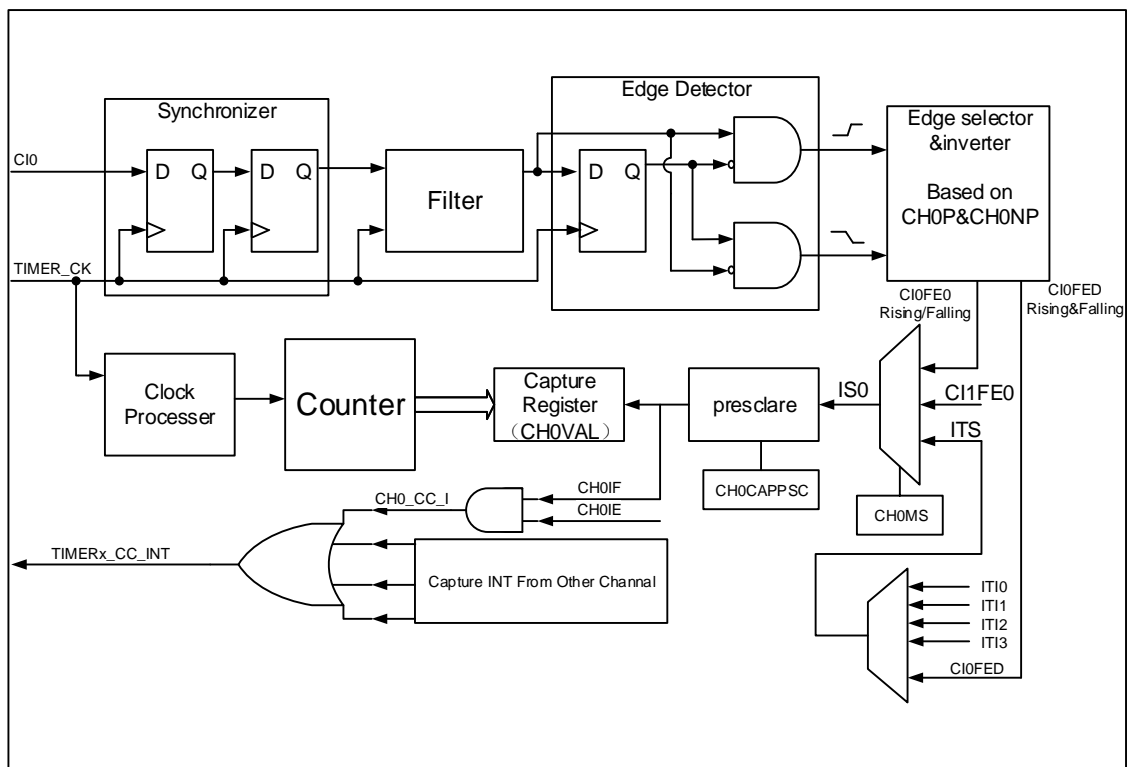 Synchronizer
Edge Detector
CI0
D Q
D Q
Filter
D Q
Edge selector
&inverter
Based on
CH0P&CH0NP
TIMER_CK
CI0FE0
Rising/Falling
CI0FED
Rising&Falling
Clock
Processer
Counter
Capture
Register
（CH0VAL）
presclare
IS0
CI1FE0
ITS
CH0CAPPSC
CH0MS
CH0_CC_I
CH0IF
CH0IE
TIMERx_CC_INT
Capture INT From Other Channel
ITI0
ITI1
ITI2
ITI3
CI0FED